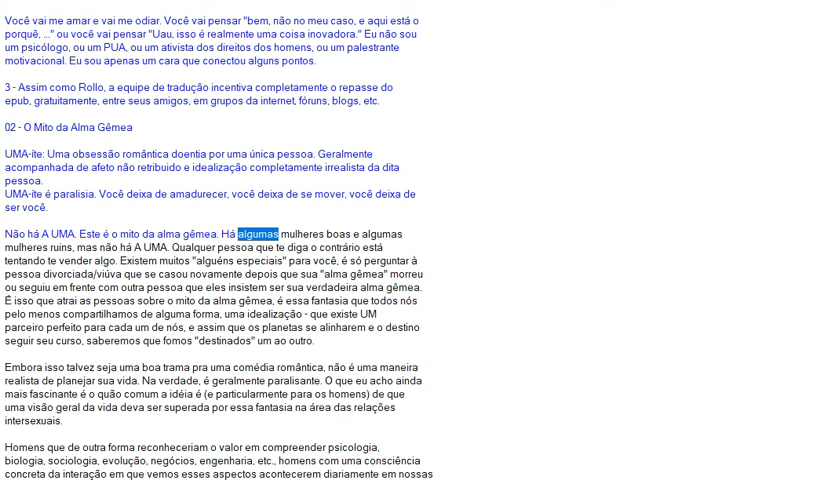 Você vai me amar e vai me odiar. Você vai pensar "bem, não no meu caso, e aqui está o
porquê, ..." ou você vai pensar "Uau, isso é realmente uma coisa inovadora." Eu não sou
um psicólogo, ou um PUA, ou um ativista dos direitos dos homens, ou um palestrante
motivacional. Eu sou apenas um cara que conectou alguns pontos.
3 - Assim como Rollo, a equipe de tradução incentiva completamente o repasse do
epub, gratuitamente, entre seus amigos, em grupos da internet, fóruns, blogs, etc.
02 - O Mito da Alma Gêmea
UMA-íte: Uma obsessão romântica doentia por uma única pessoa. Geralmente
acompanhada de afeto não retribuido e idealização completamente irrealista da dita
pessoa.
UMA-íte é paralisia. Você deixa de amadurecer, você deixa de se mover, você deixa de
ser você.
Não há A UMA. Este é o mito da alma gêmea. Há algumas mulheres boas e algumas
mulheres ruins, mas não há A UMA. Qualquer pessoa que te diga o contrário está
tentando te vender algo. Existem muitos "alguéns especiais" para você, é só perguntar à
pessoa divorciada/viúva que se casou novamente depois que sua "alma gêmea" morreu
ou seguiu em frente com outra pessoa que eles insistem ser sua verdadeira alma gêmea.
É isso que atrai as pessoas sobre o mito da alma gêmea, é essa fantasia que todos nós
pelo menos compartilhamos de alguma forma, uma idealização - que existe UM
parceiro perfeito para cada um de nós, e assim que os planetas se alinharem e o destino
seguir seu curso, saberemos que fomos "destinados" um ao outro.
Embora isso talvez seja uma boa trama pra uma comédia romântica, não é uma maneira
realista de planejar sua vida. Na verdade, é geralmente paralisante. O que eu acho ainda
mais fascinante é o quão comum a idéia é (e particularmente para os homens) de que
uma visão geral da vida deva ser superada por essa fantasia na área das relações
intersexuais.
Homens que de outra forma reconheceriam o valor em compreender psicologia,
biologia, sociologia, evolução, negócios, engenharia, etc., homens com uma consciência
concreta da interação em que vemos esses aspectos acontecerem diariamente em nossas